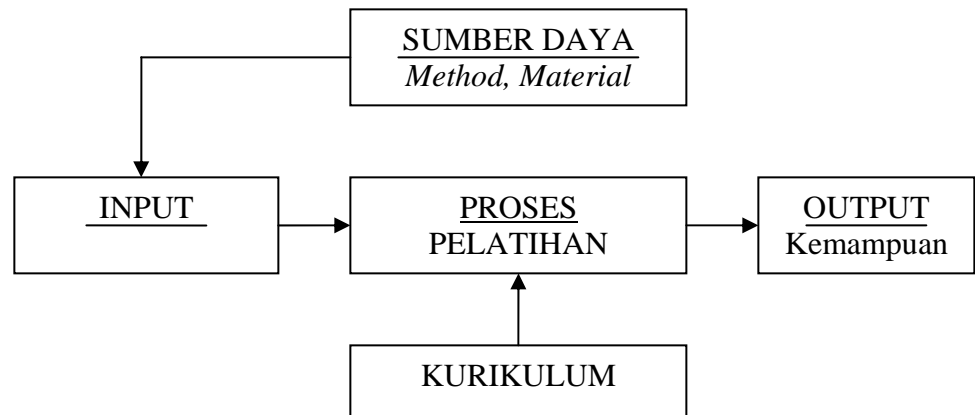 SUMBER DAYA
Method, Material
INPUT
PROSES
PELATIHAN
OUTPUT
Kemampuan
KURIKULUM